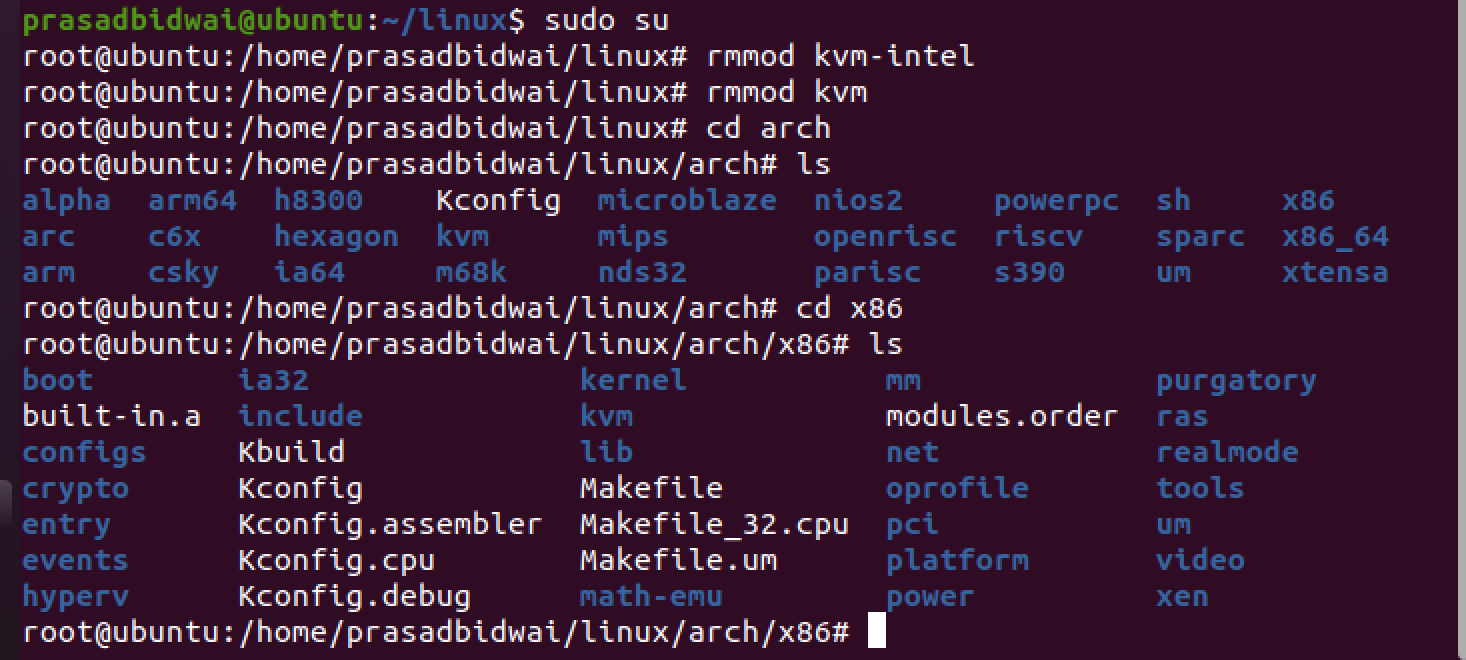 prasadbidwai@ubuntu:~/linux$ sudo su
root@ubuntu:/home/prasadbidwai/linux# rmmod kvm-intel
root@ubuntu:/home/prasadbidwai/linux# rmmod kvm
root@ubuntu:/home/prasadbidwai/linux# cd arch
root@ubuntu:/home/prasadbidwai/linux/arch# ls
alpha  arm64  h8300    Kconfig  microblaze  nios2     powerpc  sh     x86
arc    c6x    hexagon  kvm      mips        openrisc  riscv    sparc  x86_64
arm    csky   ia64     m68k     nds32       parisc    s390     um     xtensa
root@ubuntu:/home/prasadbidwai/linux/arch# cd x86
root@ubuntu:/home/prasadbidwai/linux/arch/x86# ls
boot        ia32               kernel           mm             purgatory
built-in.a  include            kvm              modules.order  ras
configs     Kbuild             lib              net            realmode
crypto      Kconfig            Makefile         oprofile       tools
entry       Kconfig.assembler  Makefile_32.cpu  pci            um
events      Kconfig.cpu        Makefile.um      platform       video
hyperv      Kconfig.debug      math-emu         power          xen
root@ubuntu:/home/prasadbidwai/linux/arch/x86#